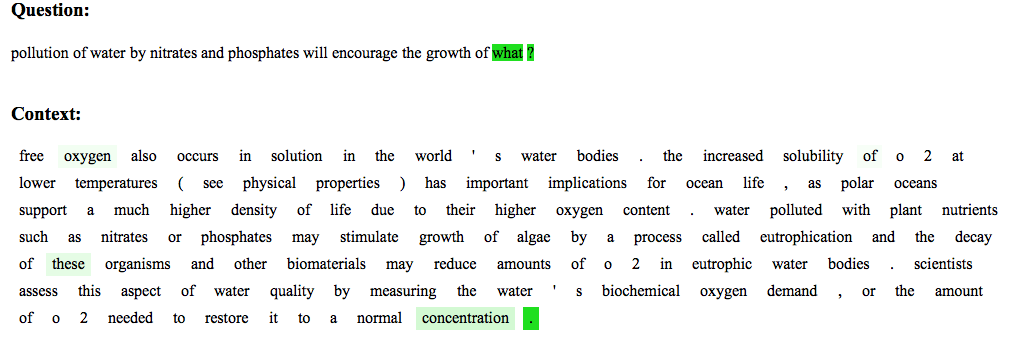 Question:
pollution of water by nitrates and phosphates will encourage the growth of what ?
Context:
free oxygen also occurs in solution in the world ' s water bodies . the increased solubility of o 2 at
lower temperatures ( see physical properties ) has important implications for ocean life , as polar oceans
support a much higher density of life due to their higher oxygen content . water polluted with plant nutrients
such as nitrates or phosphates may stimulate growth of algae by a process called eutrophication and the decay
of these organisms and other biomaterials may reduce amounts of o 2 in eutrophic water bodies . scientists
assess this aspect of water quality by measuring the water ' s biochemical oxygen demand , or the amount
of o 2 needed to restore it to a normal concentration .